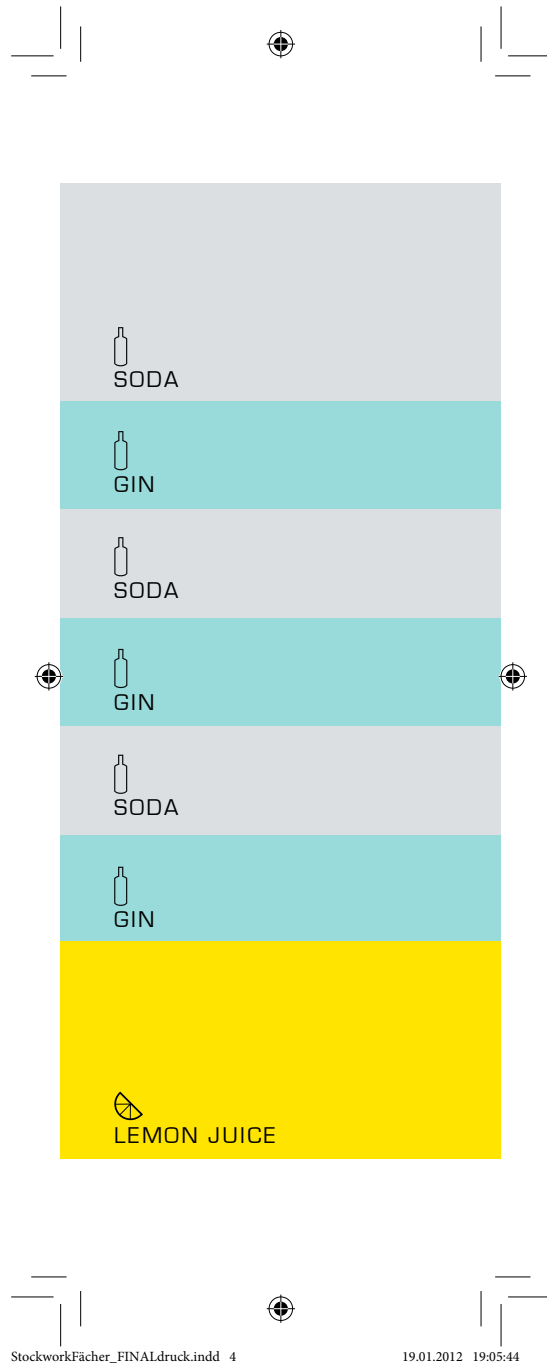 SODA
GIN
SODA
GIN
SODA
GIN
LEMON JUICE
StockworkFächer_FINALdruck.indd 4 19.01.2012 19:05:44